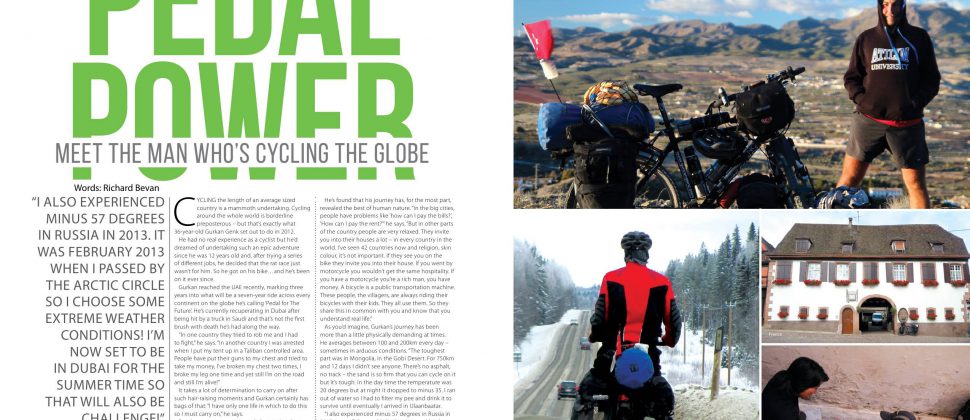 PEDAL
POWER
MEET THE MAN WHO'S CYCLING THE GLOBE
Words: Richard Bevan
"I ALSO EXPERIENCED
MINUS 57 DEGREES
IN RUSSIA IN 2013. IT
WAS FEBRUARY 2013
WHEN I PASSED BY
THE ARCTIC CIRCLE
SO I CHOOSE SOME
EXTREME WEATHER
CONDITIONS! I'M
NOW SET TO BE
IN DUBAI FOR THE
SUMMER TIME SO
THAT WILL ALSO BE
CHALLENGE!"
CYCLING the length of an average sized
country is a mammoth undertaking. Cycling
around the whole world is borderline
preposterous – but that's exactly what
36-year-old Gurkan Genk set out to do in 2012.
He had no real experience as a cyclist but he'd
dreamed of undertaking such an epic adventure
since he was 12 years old and, after trying a series
of different jobs, he decided that the rat race just
wasn't for him. So he got on his bike… and he's been
on it ever since.
Gurkan reached the UAE recently, marking three
years into what will be a seven-year ride across every
continent on the globe he's calling 'Pedal for The
Future'. He's currently recuperating in Dubai after
being hit by a truck in Saudi and that's not the first
brush with death he's had along the way.
"In one country they tried to rob me and I had
to fight," he says. "In another country I was arrested
when I put my tent up in a Taliban controlled area.
People have put their guns to my chest and tried to
take my money, I've broken my chest two times, I
broke my leg one time and yet still I'm on the road
and still I'm alive!"
It takes a lot of determination to carry on after
such hair-raising moments and Gurkan certainly has
bags of that: "I have only one life in which to do this
so I must carry on," he says.
He's found that his journey has, for the most part,
revealed the best of human nature. "In the big cities,
people have problems like 'how can I pay the bills?',
'How can I pay the rent?'" he says, "But in other parts
of the country people are very relaxed. They invite
you into their houses a lot – in every country in the
world. I've seen 42 countries now and religion, skin
colour, it's not important. If they see you on the
bike they invite you into their house. If you went by
motorcycle you wouldn't get the same hospitality. If
you have a motorcycle you're a rich man, you have
money. A bicycle is a public transportation machine.
These people, the villagers, are always riding their
bicycles with their kids. They all use them. So they
share this in common with you and know that you
understand real life."
As you'd imagine, Gurkan's journey has been
more than a little physically demanding at times.
He averages between 100 and 200km every day –
sometimes in arduous conditions. "The toughest
part was in Mongolia, in the Gobi Desert. For 750km
and 12 days I didn't see anyone. There's no asphalt,
no track – the sand is so firm that you can cycle on it
but it's tough. In the day time the temperature was
20 degrees but at night it dropped to minus 35. I ran
out of water so I had to filter my pee and drink it to
survive until eventually I arrived in Ulaanbaatar.
"I also experienced minus 57 degrees in Russia in
UNIVERSITY
France